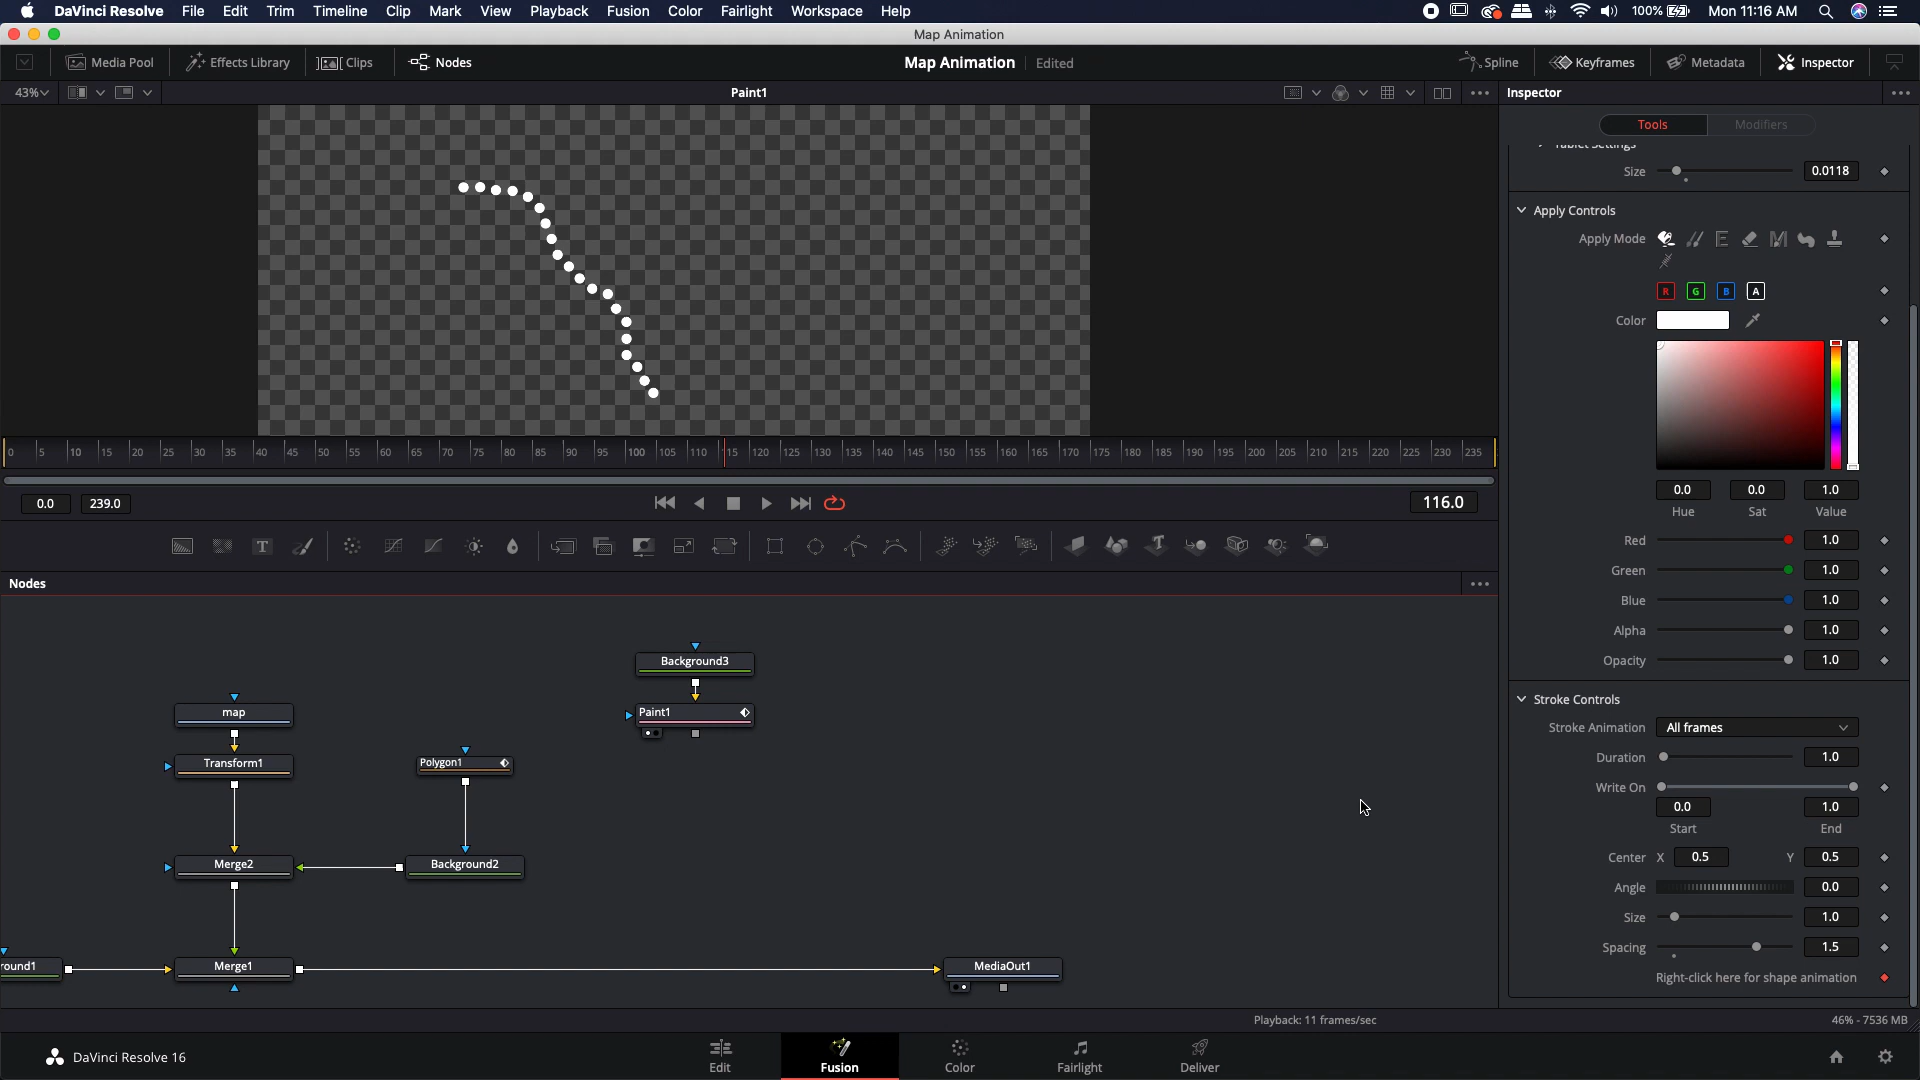 DaVinci Resolve File Edit Trim Timeline Clip Mark View Playback Fusion Color Fairlight Workspace Help 100% Mon 11:16 AM
Map Animation
Media Pool Effects Library Clips Nodes Map Animation Edited Spline Keyframes Metadata Inspector
43% Paint1 Inspector
Tools Modifiers
Tablet Settings
Size 0.0118
Apply Controls
Apply Mode
R G B A
Color
0 5 10 15 20 25 30 35 40 45 50 55 60 65 70 75 80 85 90 95 100 105 110 15 120 125 130 135 140 145 150 155 160 165 170 175 180 185 190 195 200 205 210 215 220 225 230 235
0.0 239.0 116.0
0.0 0.0 1.0
Hue Sat Value
Red 1.0
Green 1.0
Blue 1.0
Alpha 1.0
Opacity 1.0
Nodes
Background3
Paint1
map
Transform1
Polygon1
Merge2
Background2
round1
Merge1
MediaOut1
Stroke Controls
Stroke Animation All frames
Duration 1.0
Write On
0.0 1.0
Start End
Center X 0.5 Y 0.5
Angle 0.0
Size 1.0
Spacing 1.5
Right-click here for shape animation
Playback: 11 frames/sec 46% - 7536 MB
DaVinci Resolve 16 Edit Fusion Color Fairlight Deliver